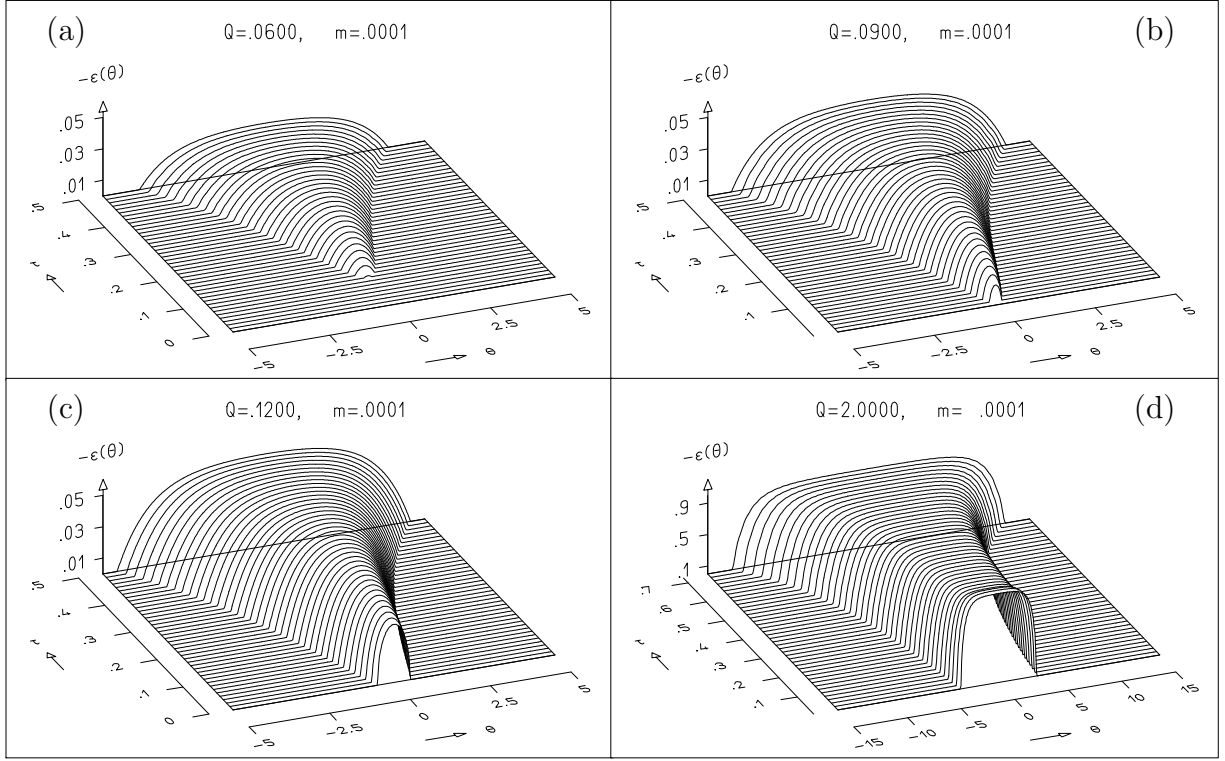 (a)
Q=.0600, m=.0001
−ε(θ)
.05
.03
.01
.5
.4
.3
.2
.1
0
r
−5
−2.5
0
2.5
5
θ
(b)
Q=.0900, m=.0001
−ε(θ)
.05
.03
.01
.5
.4
.3
.2
.1
r
−5
−2.5
0
2.5
5
θ
(c)
Q=.1200, m=.0001
−ε(θ)
.05
.03
.01
.5
.4
.3
.2
.1
0
r
−5
−2.5
0
2.5
5
θ
(d)
Q=2.0000, m= .0001
−ε(θ)
.9
.5
.1
.7
.6
.5
.4
.3
.2
.1
r
−15
−10
−5
0
5
10
15
θ